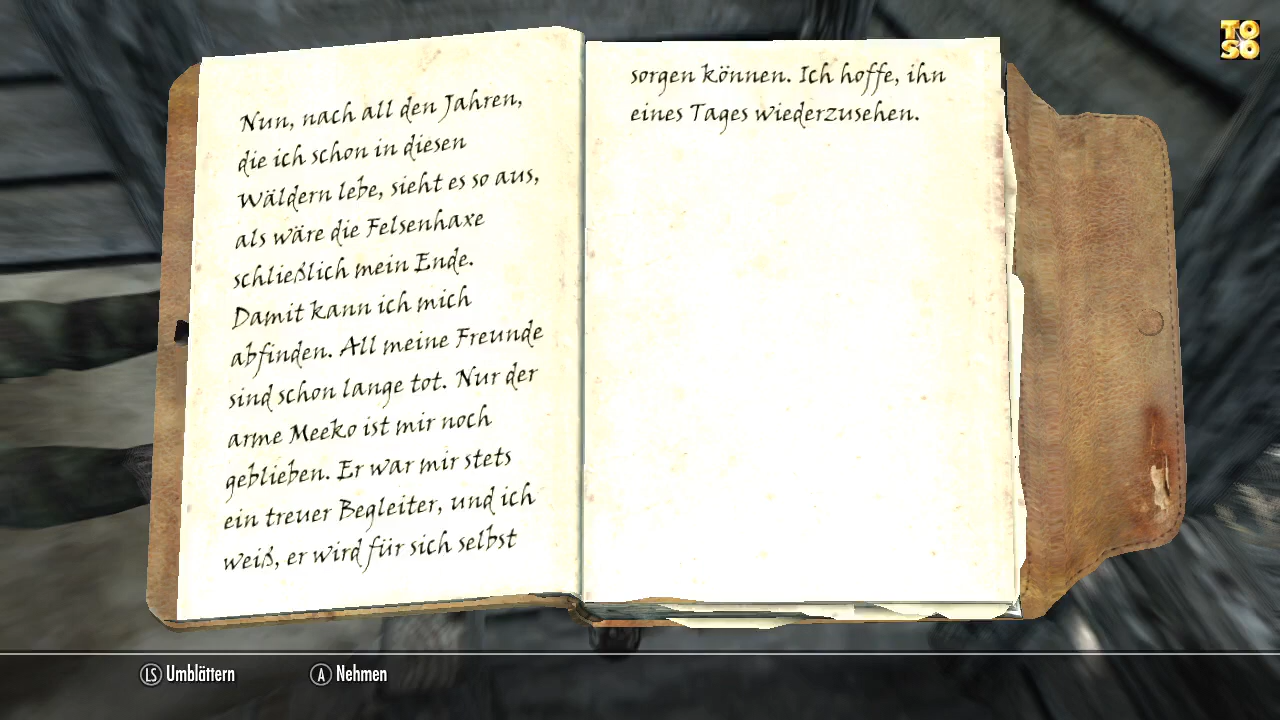 Nun, nach all den Jahren,
die ich schon in diesen
Wäldern lebe, sieht es so aus,
als wäre die Felsenhaxe
schließlich mein Ende.
Damit kann ich mich
abfinden. All meine Freunde
sind schon lange tot. Nur der
arme Meeko ist mir noch
geblieben. Er war mir stets
ein treuer Begleiter, und ich
weiß, er wird für sich selbst
sorgen können. Ich hoffe, ihn
eines Tages wiederzusehen.
TO
SO
LS Umblättern
A Nehmen